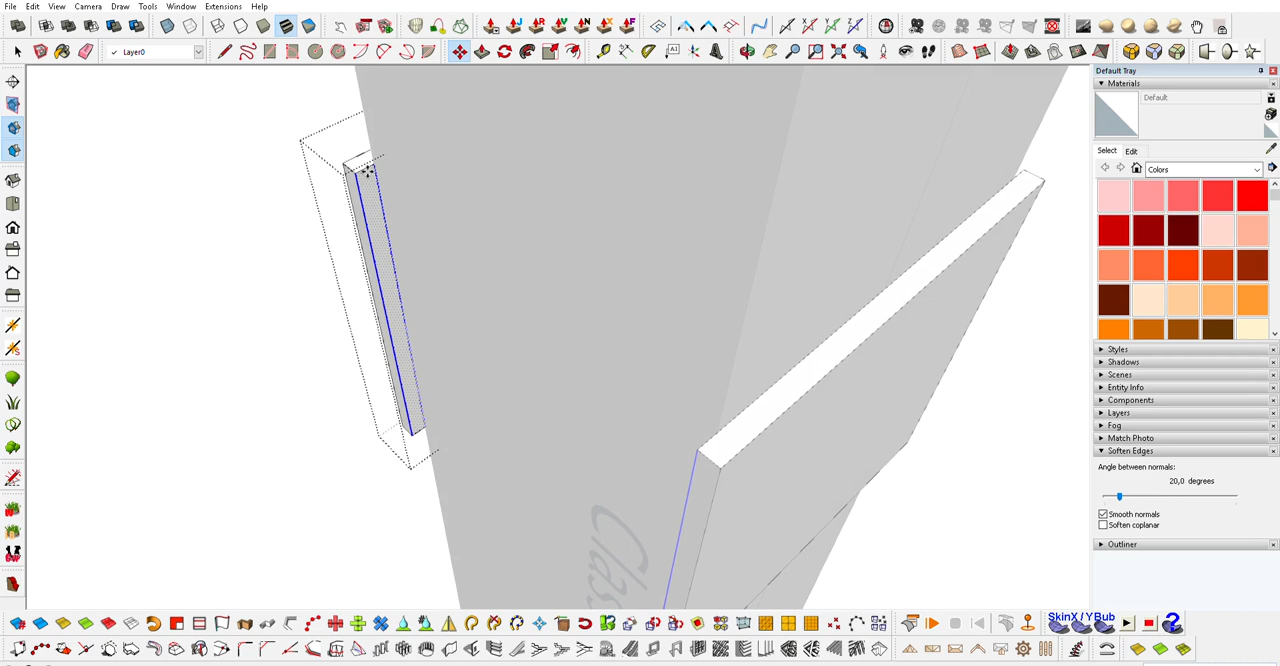 File Edit View Camera Draw Tools Window Extensions Help
Layer0
Default Tray
Materials
Default
Select Edit
Colors
Styles
Shadows
Scenes
Entity Info
Components
Layers
Fog
Match Photo
Soften Edges
Angle between normals:
20,0 degrees
Smooth normals
Soften coplanar
Outliner
Clas
SkinX / YBub